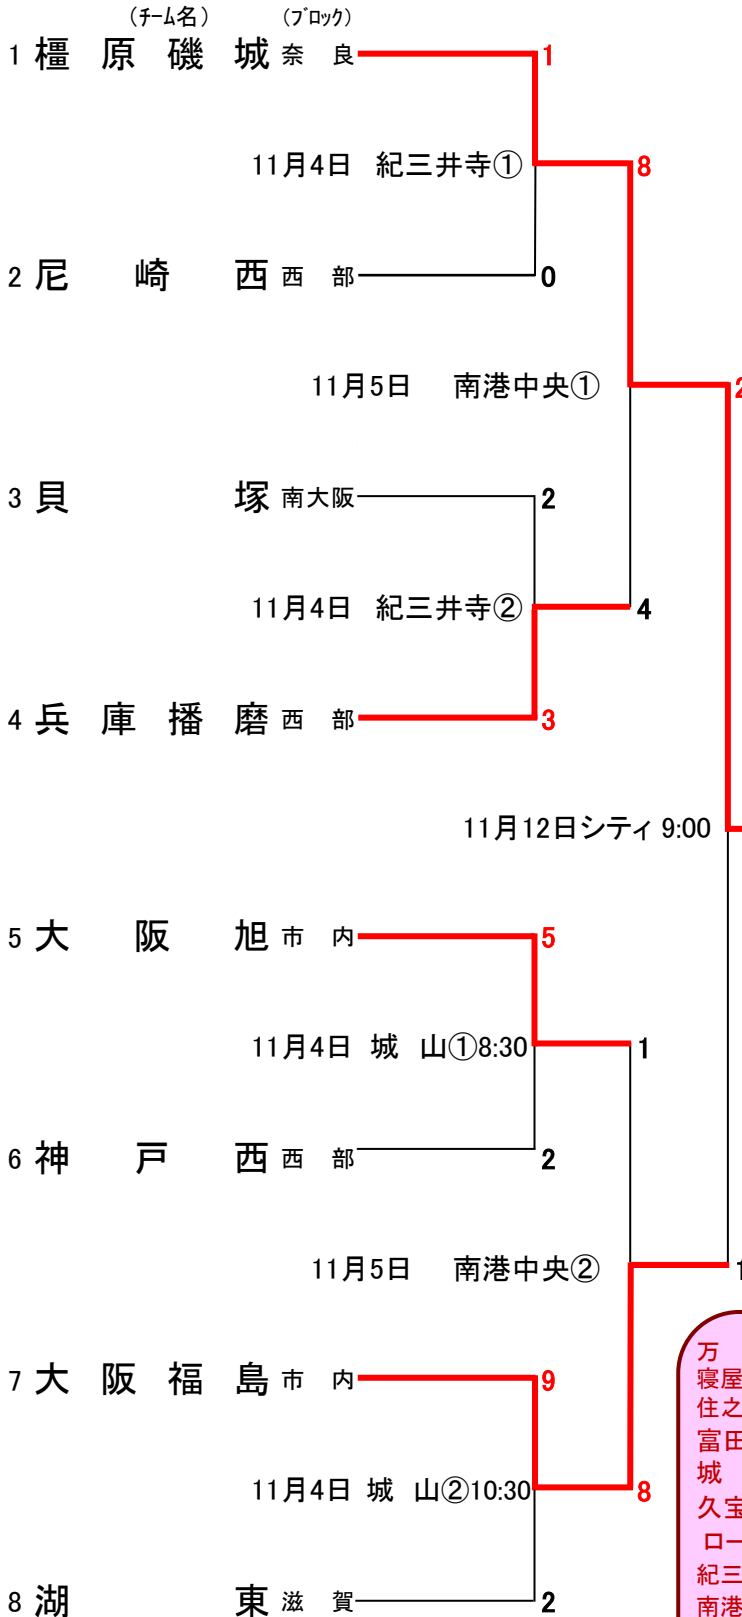 （ﾁｰﾑ名） （ﾌﾞﾛｯｸ）
1 橿原磯城 奈良 1
11月4日 紀三井寺① 8
2 尼崎西 西部 0
11月5日 南港中央① 2
3 貝塚 南大阪 2
11月4日 紀三井寺② 4
4 兵庫播磨 西部 3
11月12日シティ 9:00
5 大阪旭 市内 5
11月4日 城山①8:30 1
6 神戸西 西部 2
11月5日 南港中央② 1
万
7 大阪福島 市内 9
寝屋
住之
富田
城
11月4日 城山②10:30 8
久宝
ロー
紀三
8 湖東 滋賀 2
南港